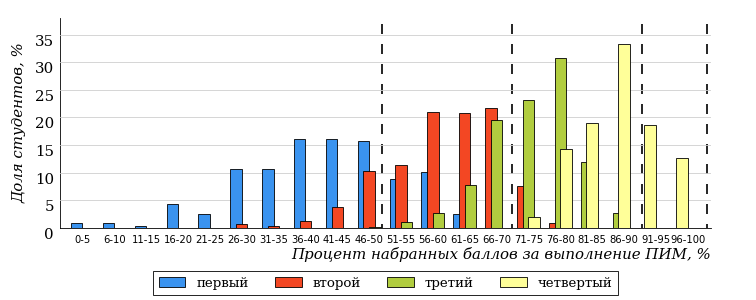 Доля студентов, %
35
30
25
20
15
10
5
0
0-5 6-10 11-15 16-20 21-25 26-30 31-35 36-40 41-45 46-50 51-55 56-60 61-65 66-70 71-75 76-80 81-85 86-90 91-95 96-100
Процент набранных баллов за выполнение ПИМ, %
первый второй третий четвертый